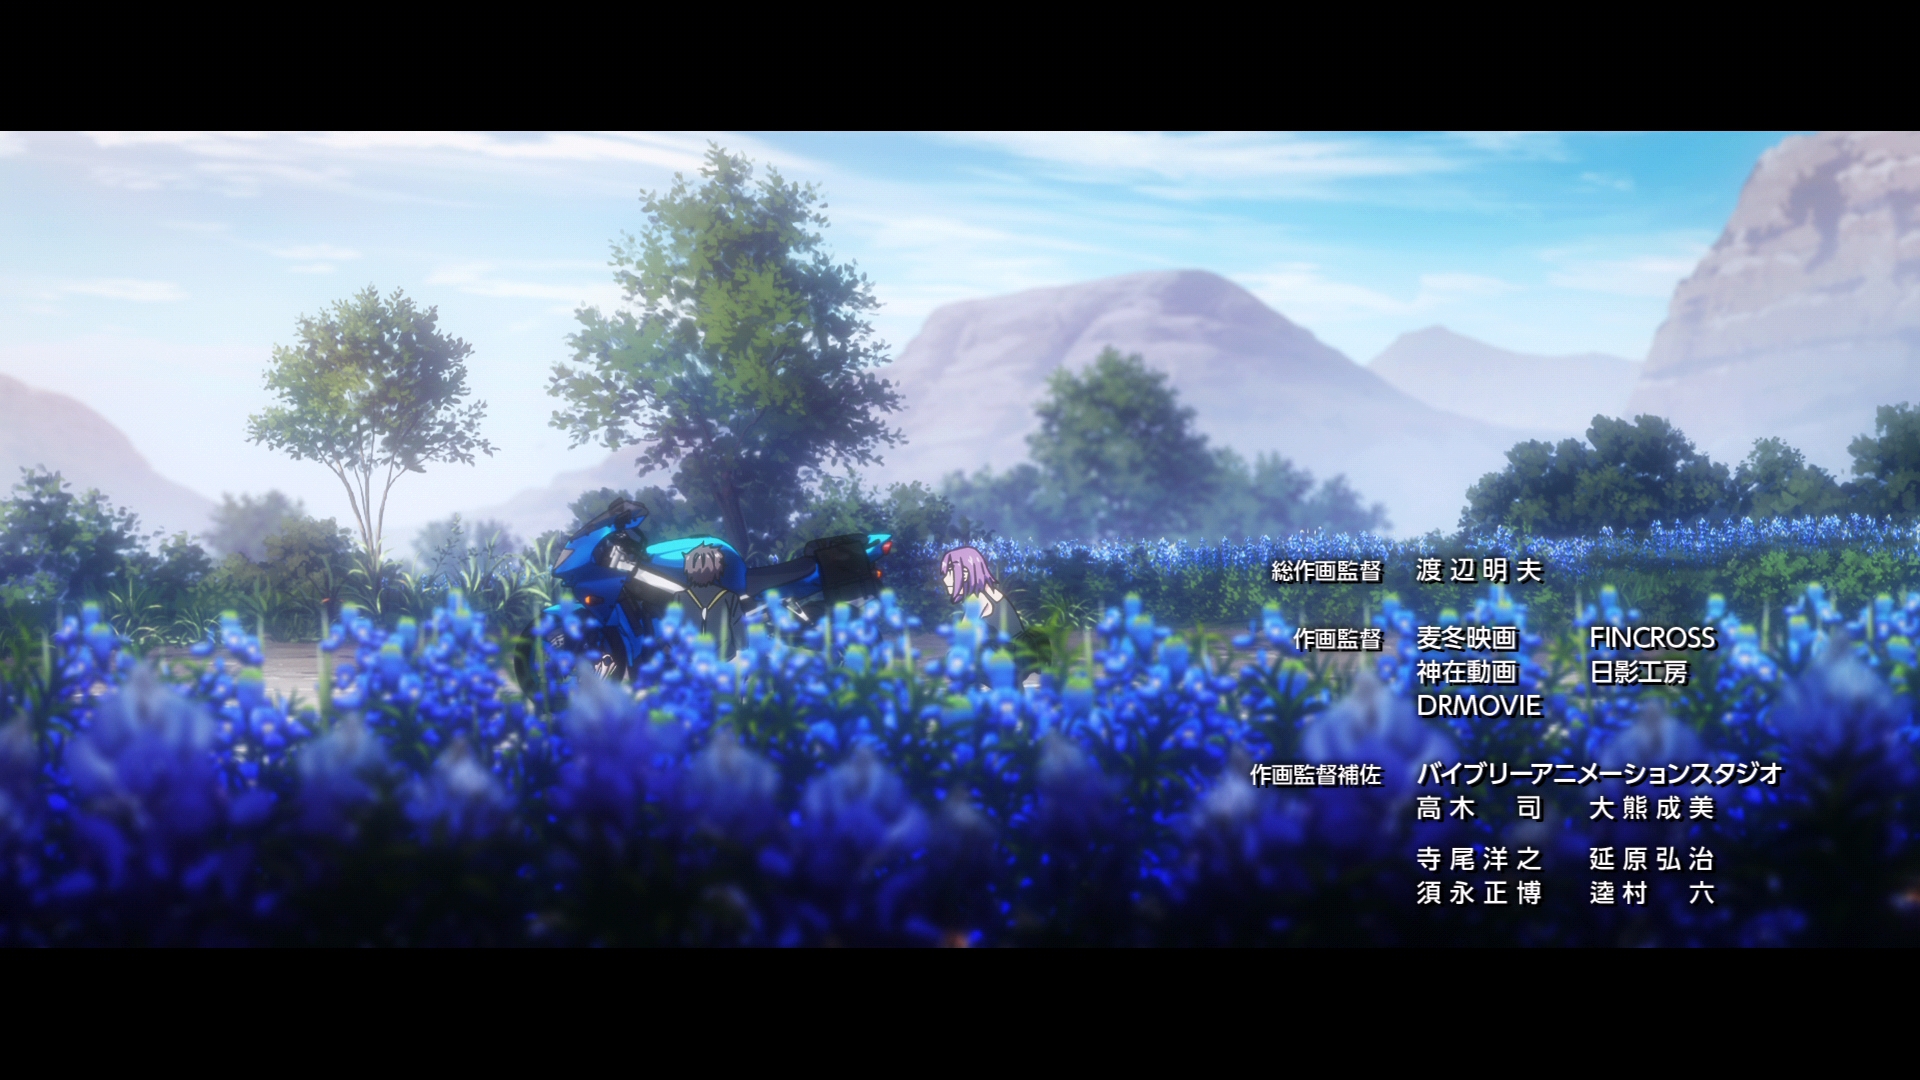 総作画監督 渡辺明夫
作画監督 麦冬映画 FINCROSS
神在動画 日影工房
DRMOVIE
作画監督補佐 バイブリーアニメーションスタジオ
高木 司 大熊成美
寺尾洋之 延原弘治
須永正博 逵村 六